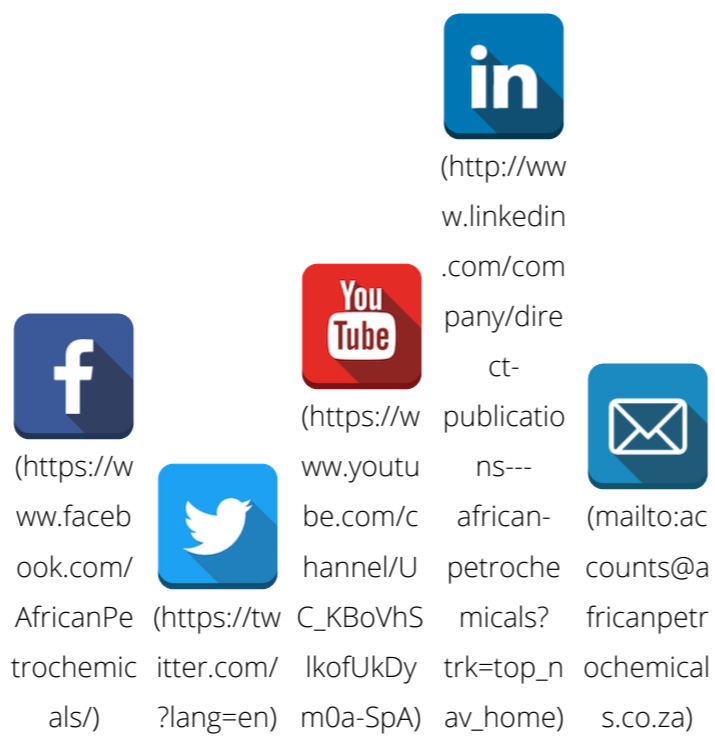 f
(https://w
ww.faceb
ook.com/
AfricanPe
trochemic
als/)
(https://tw
itter.com/
?lang=en)
You
Tube
(https://w
ww.youtu
be.com/c
hannel/U
C_KBoVhS
lkofUkDy
m0a-SpA)
in
(http://ww
w.linkedin
.com/com
pany/dire
ct-
publicatio
ns---
african-
petroche
micals?
trk=top_n
av_home)
(mailto:ac
counts@a
fricanpetr
ochemical
s.co.za)